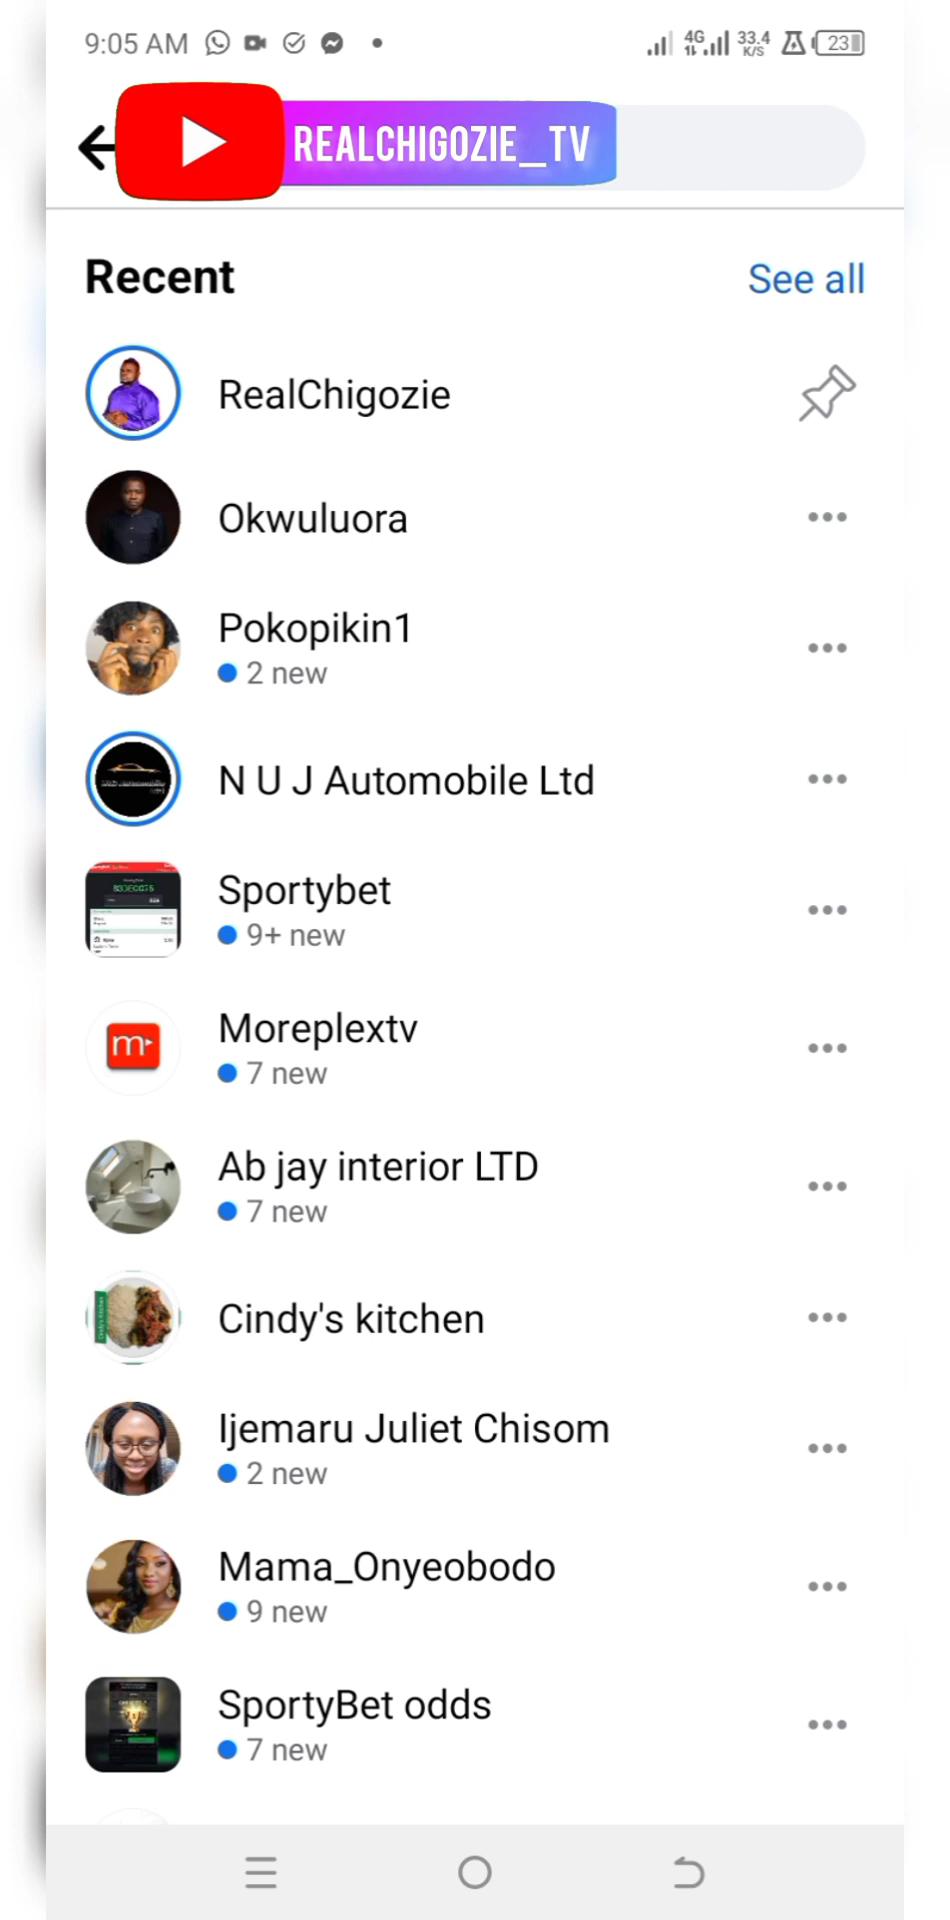 9:05 AM
4G
33.4
K/S
23
REALCHIGOZIE_TV
Recent
See all
RealChigozie
Okwuluora
Pokopikin1
2 new
N U J Automobile Ltd
Sportybet
9+ new
Moreplextv
m
7 new
Ab jay interior LTD
7 new
Cindy's kitchen
Cindy's kitchen
Ijemaru Juliet Chisom
2 new
Mama_Onyeobodo
9 new
SportyBet odds
7 new